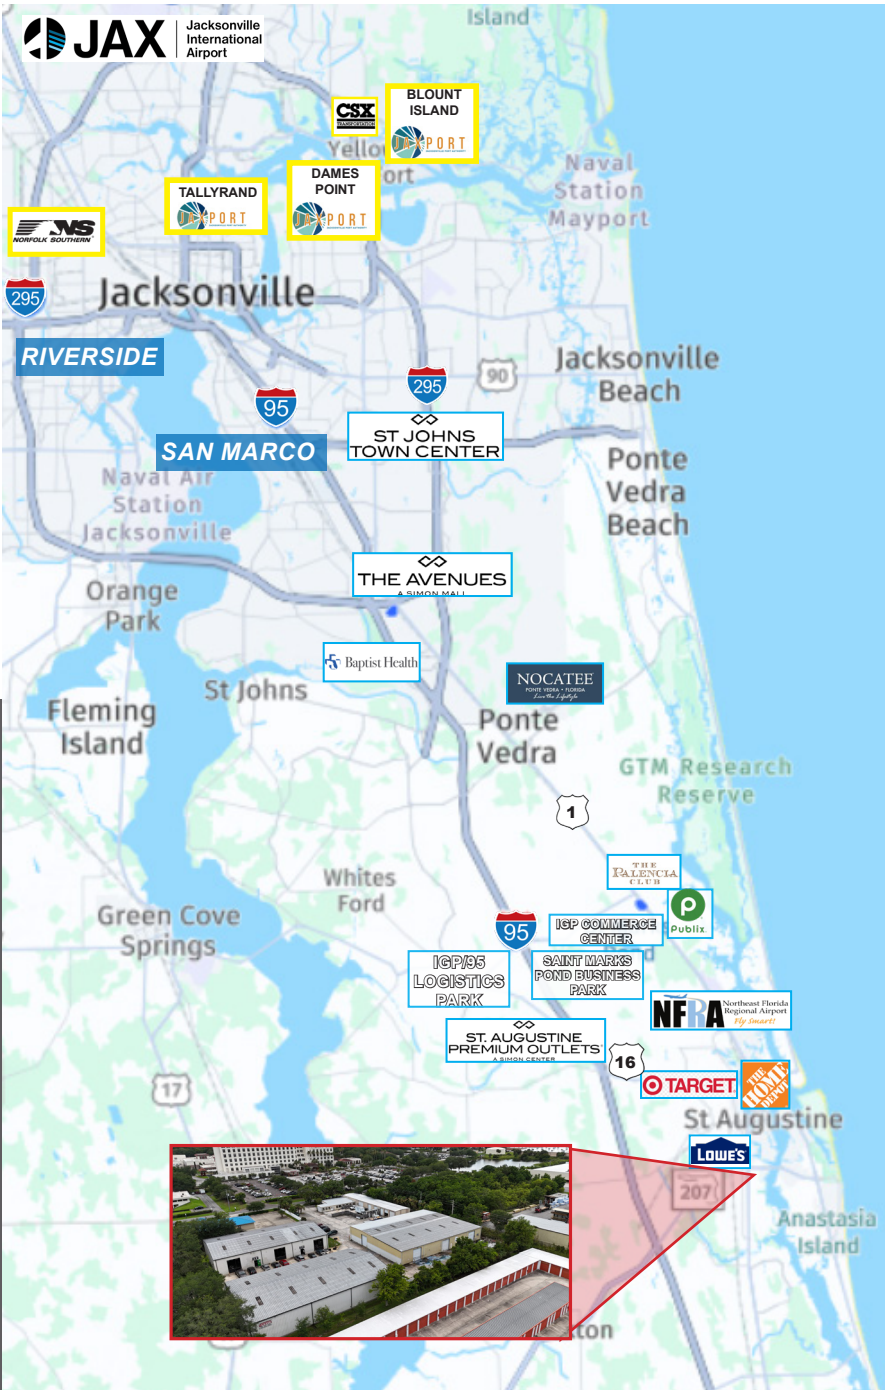 Island
JAX
Jacksonville
International
Airport
CSX
TRANSPORTATION
BLOUNT
ISLAND
JAXPORT
DAMES
POINT
JAXPORT
TALLYRAND
JAXPORT
Naval
Station
Mayport
NS
NORFOLK SOUTHERN
295
Jacksonville
RIVERSIDE
95
295
90
Jacksonville
Beach
SAN MARCO
ST JOHNS
TOWN CENTER
Ponte
Vedra
Beach
Naval Air
Station
Jacksonville
THE AVENUES
A SIMON MALL
Orange
Park
Baptist Health
St Johns
NOCATEE
PONTE VEDRA • FLORIDA
Live the Lifestyle
Fleming
Island
Ponte
Vedra
GTM Research
Reserve
1
THE
PALENCIA
CLUB
Whites
Ford
P
Publix
Green Cove
Springs
95
IGP COMMERCE
CENTER
IGP/95
LOGISTICS
PARK
SAINT MARKS
POND BUSINESS
PARK
NFRA
Northeast Florida
Regional Airport
Fly Smart!
ST. AUGUSTINE
PREMIUM OUTLETS
A SIMON CENTER
16
17
TARGET
THE
HOME
DEPOT
St Augustine
LOWE'S
207
Anastasia
Island